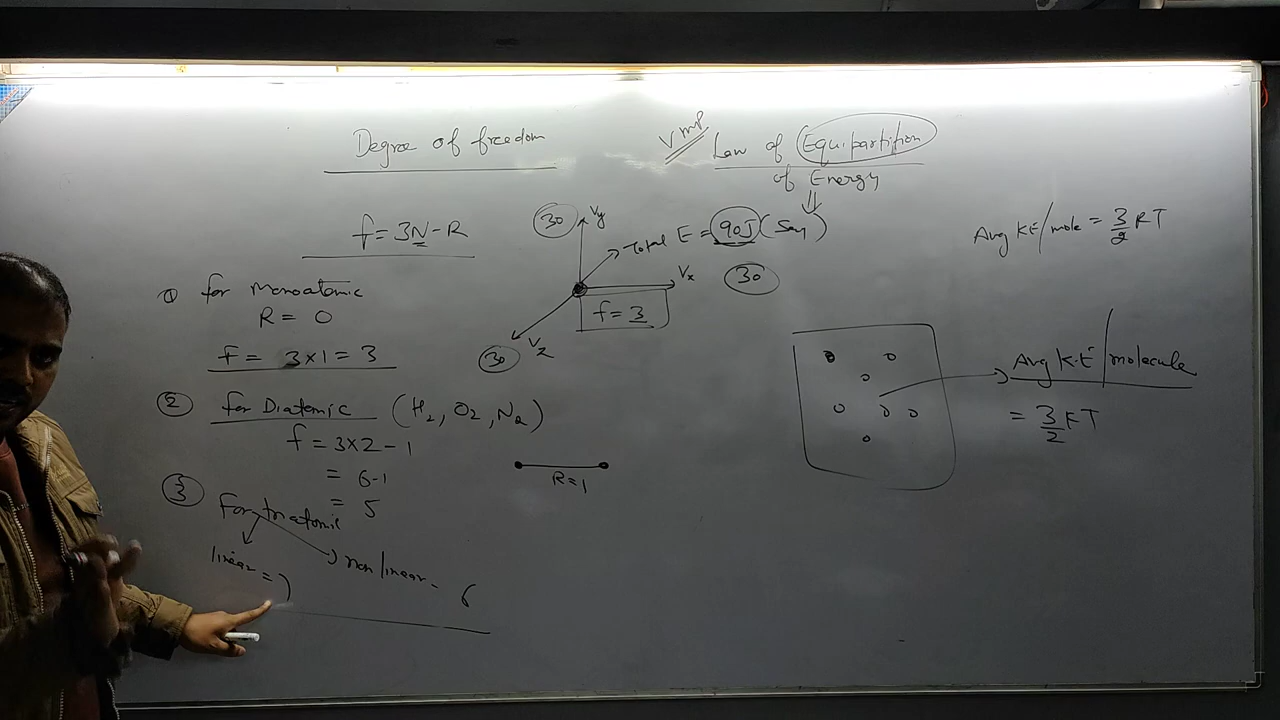 Degree of freedom
f = 3N - R
① for Monoatomic
R = 0
f = 3×1 = 3
② for Diatomic (H₂, O₂, N₂)
f = 3×2 - 1
= 6-1
= 5
R=1
③ For triatomic
linear = 7
non linear - 6
VMP Law of Equipartition
of Energy
Total E = 90J (Say)
30 Vy
Vx 30
f = 3
30 Vz
Avg KE/mole = 3/2 RT
Avg K.E/molecule
= 3/2 KT